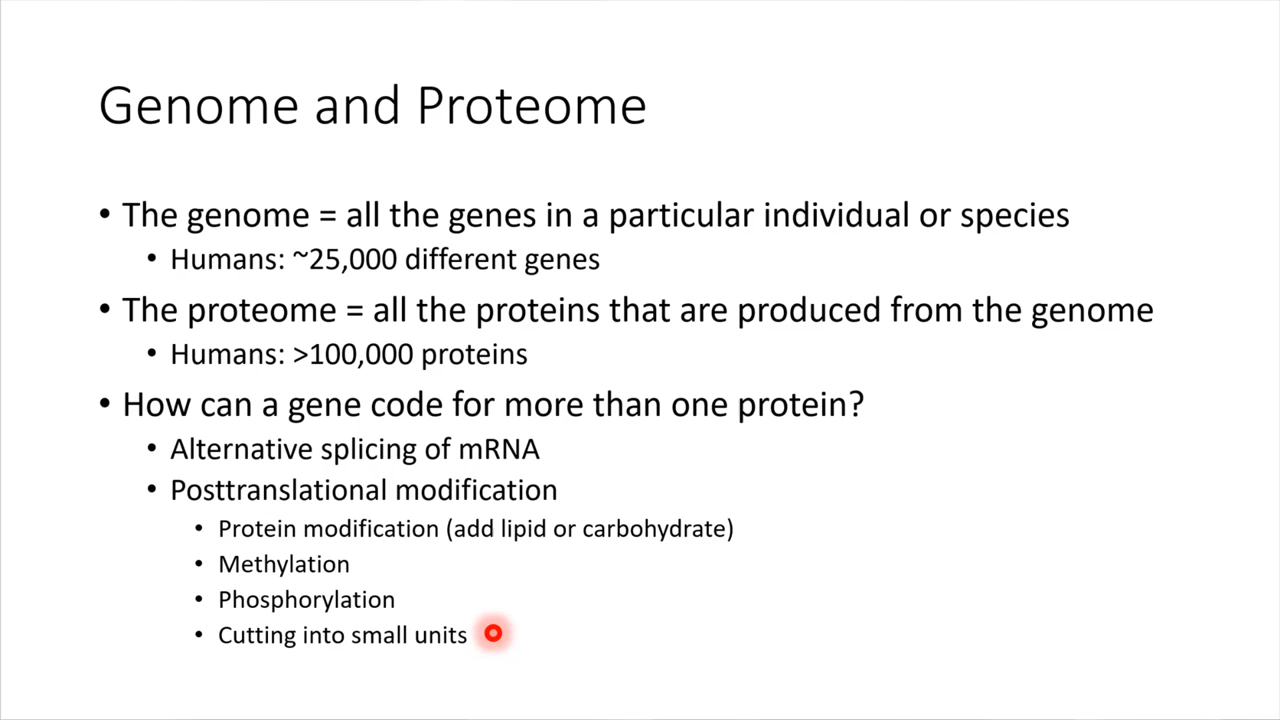 Genome and Proteome
• The genome = all the genes in a particular individual or species
• Humans: ~25,000 different genes
• The proteome = all the proteins that are produced from the genome
• Humans: >100,000 proteins
• How can a gene code for more than one protein?
• Alternative splicing of mRNA
• Posttranslational modification
• Protein modification (add lipid or carbohydrate)
• Methylation
• Phosphorylation
• Cutting into small units